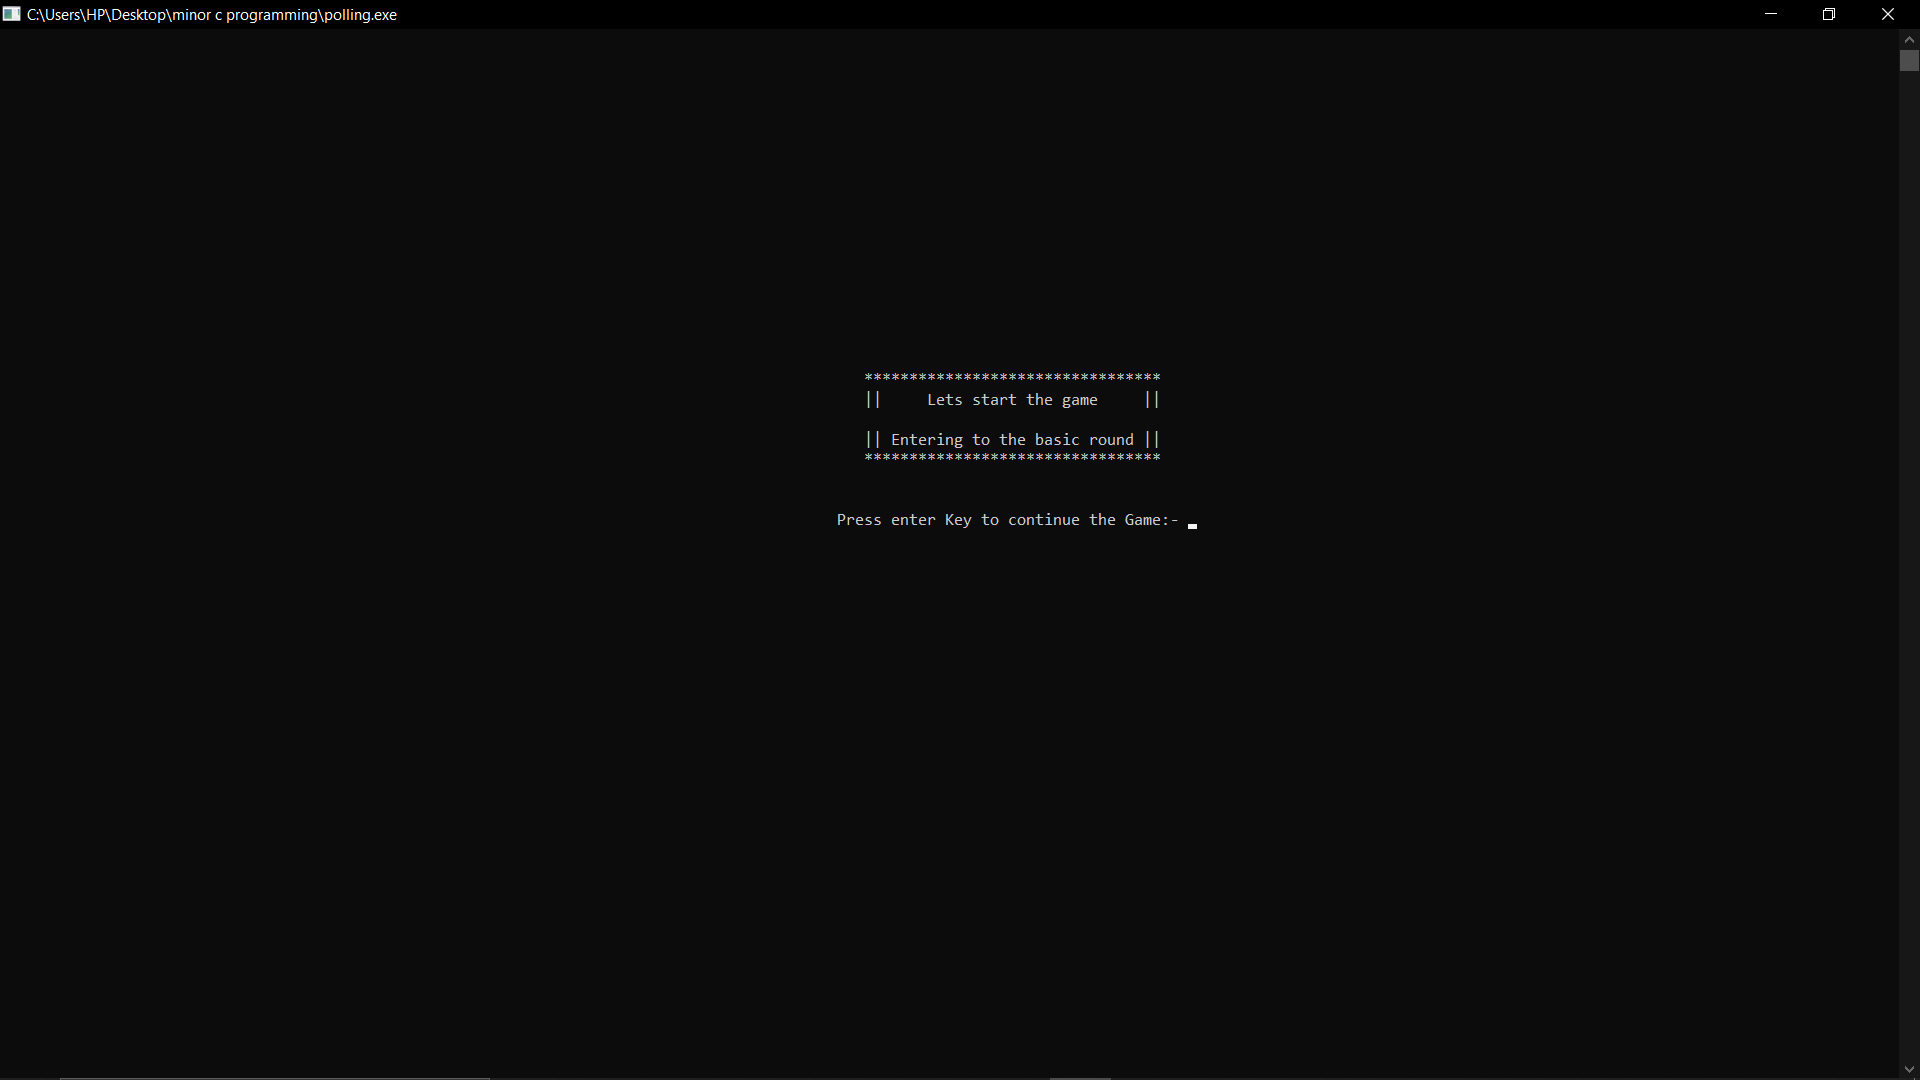 C:\Users\HP\Desktop\minor c programming\polling.exe
*********************************
||     Lets start the game     ||
|| Entering to the basic round ||
*********************************
Press enter Key to continue the Game:-